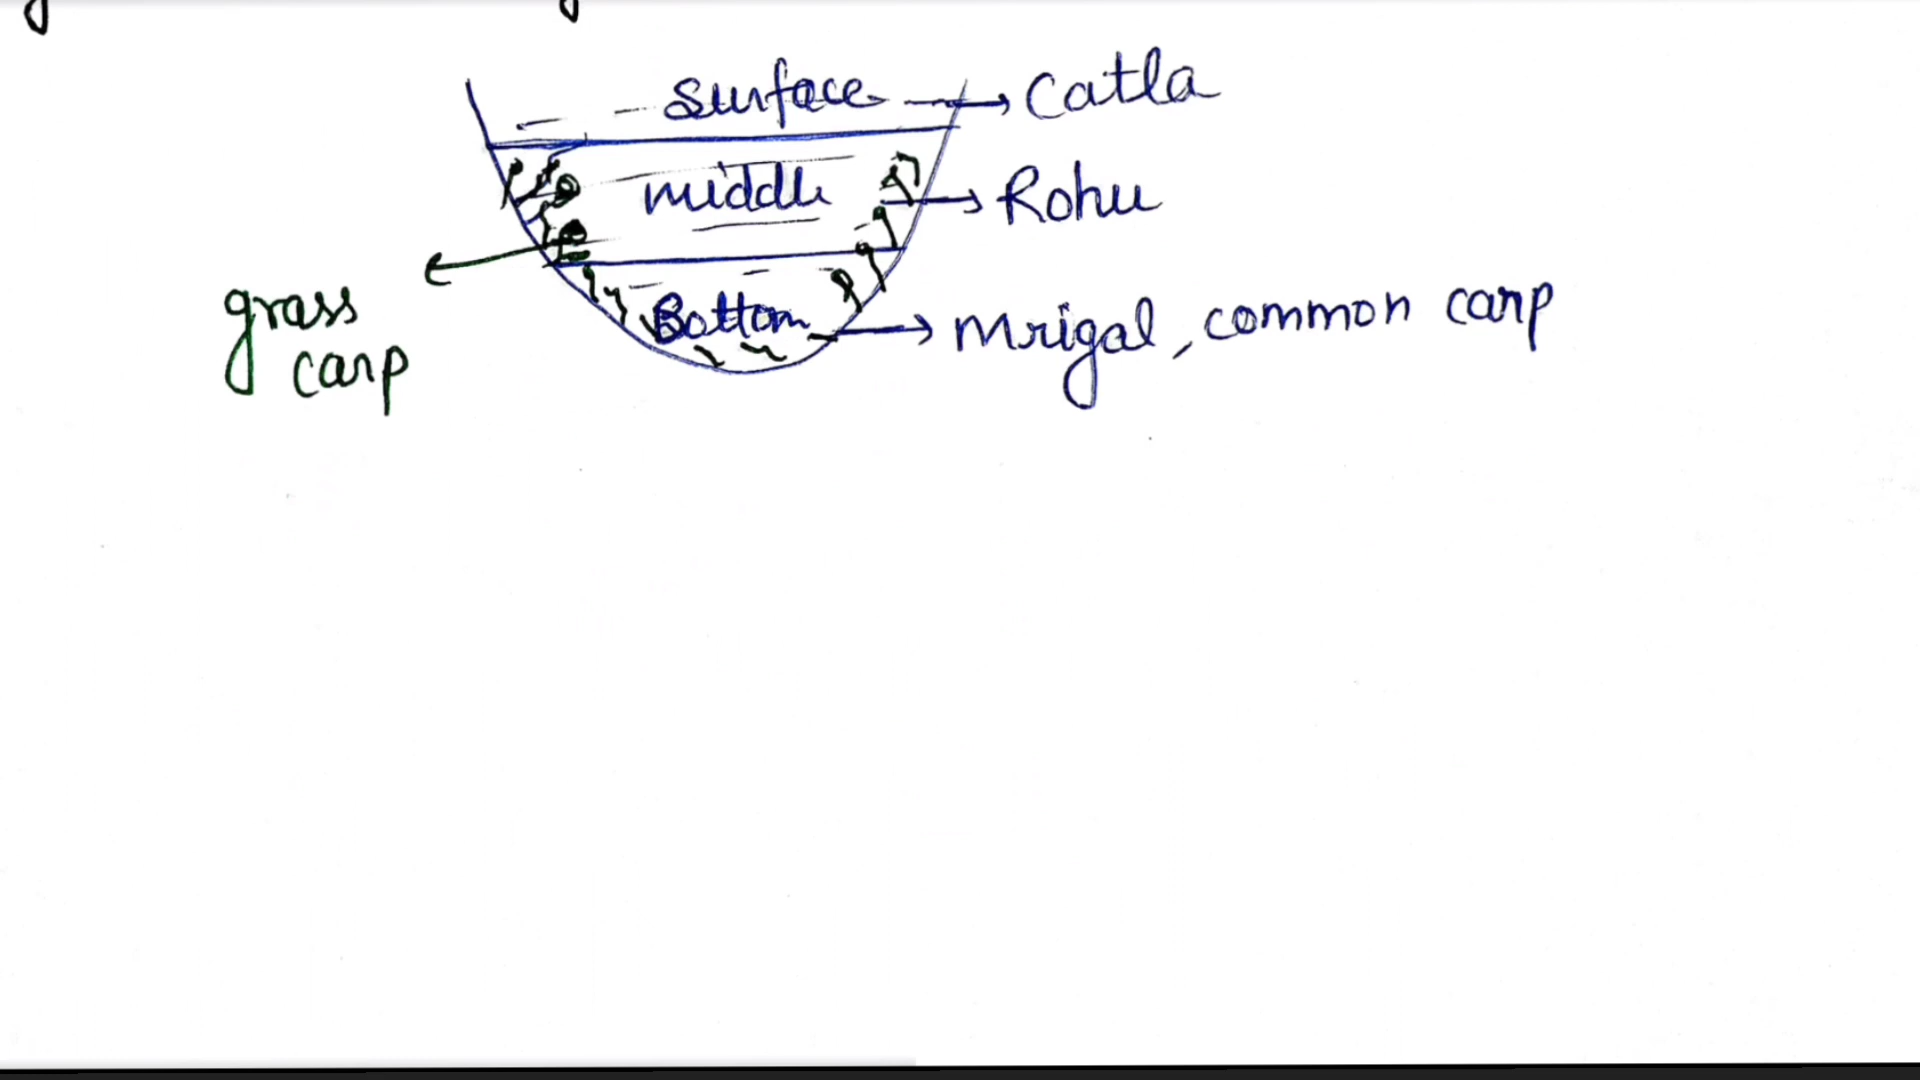 surface → Catla
middle → Rohu
grass
carp
Bottom → Mrigal, common carp